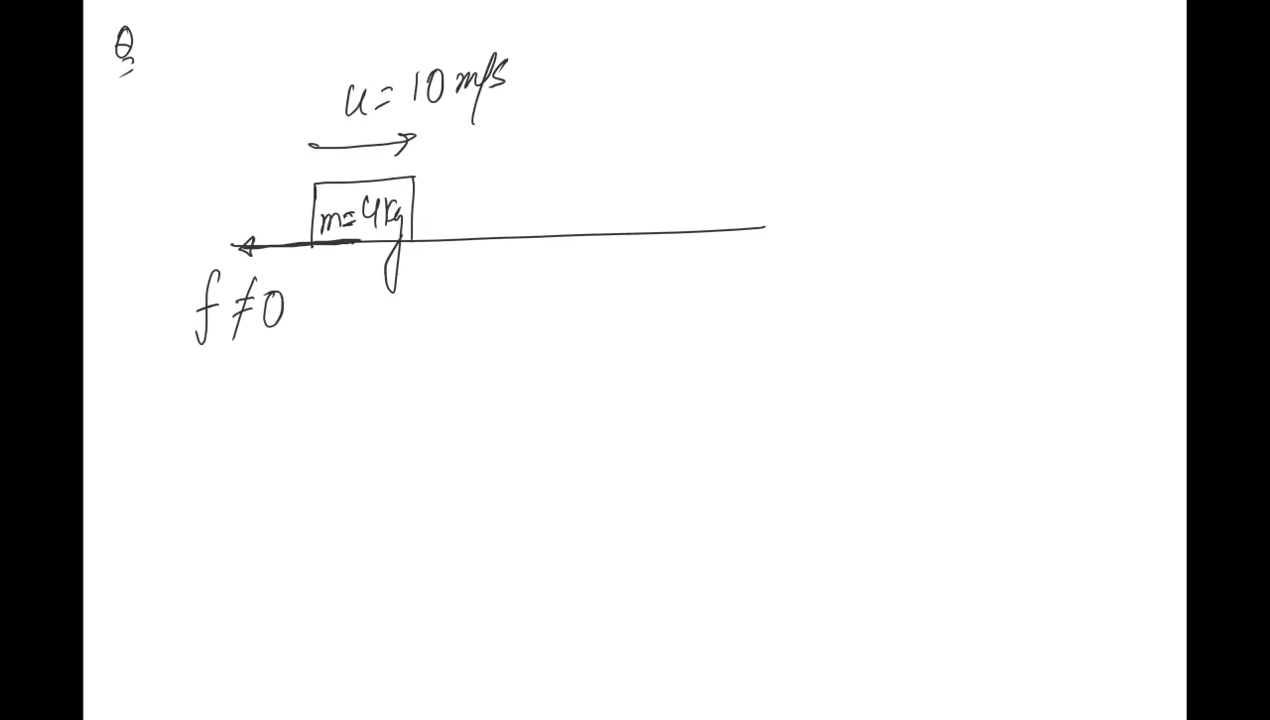 Q
u = 10 m/s
m = 4 kg
f ≠ 0